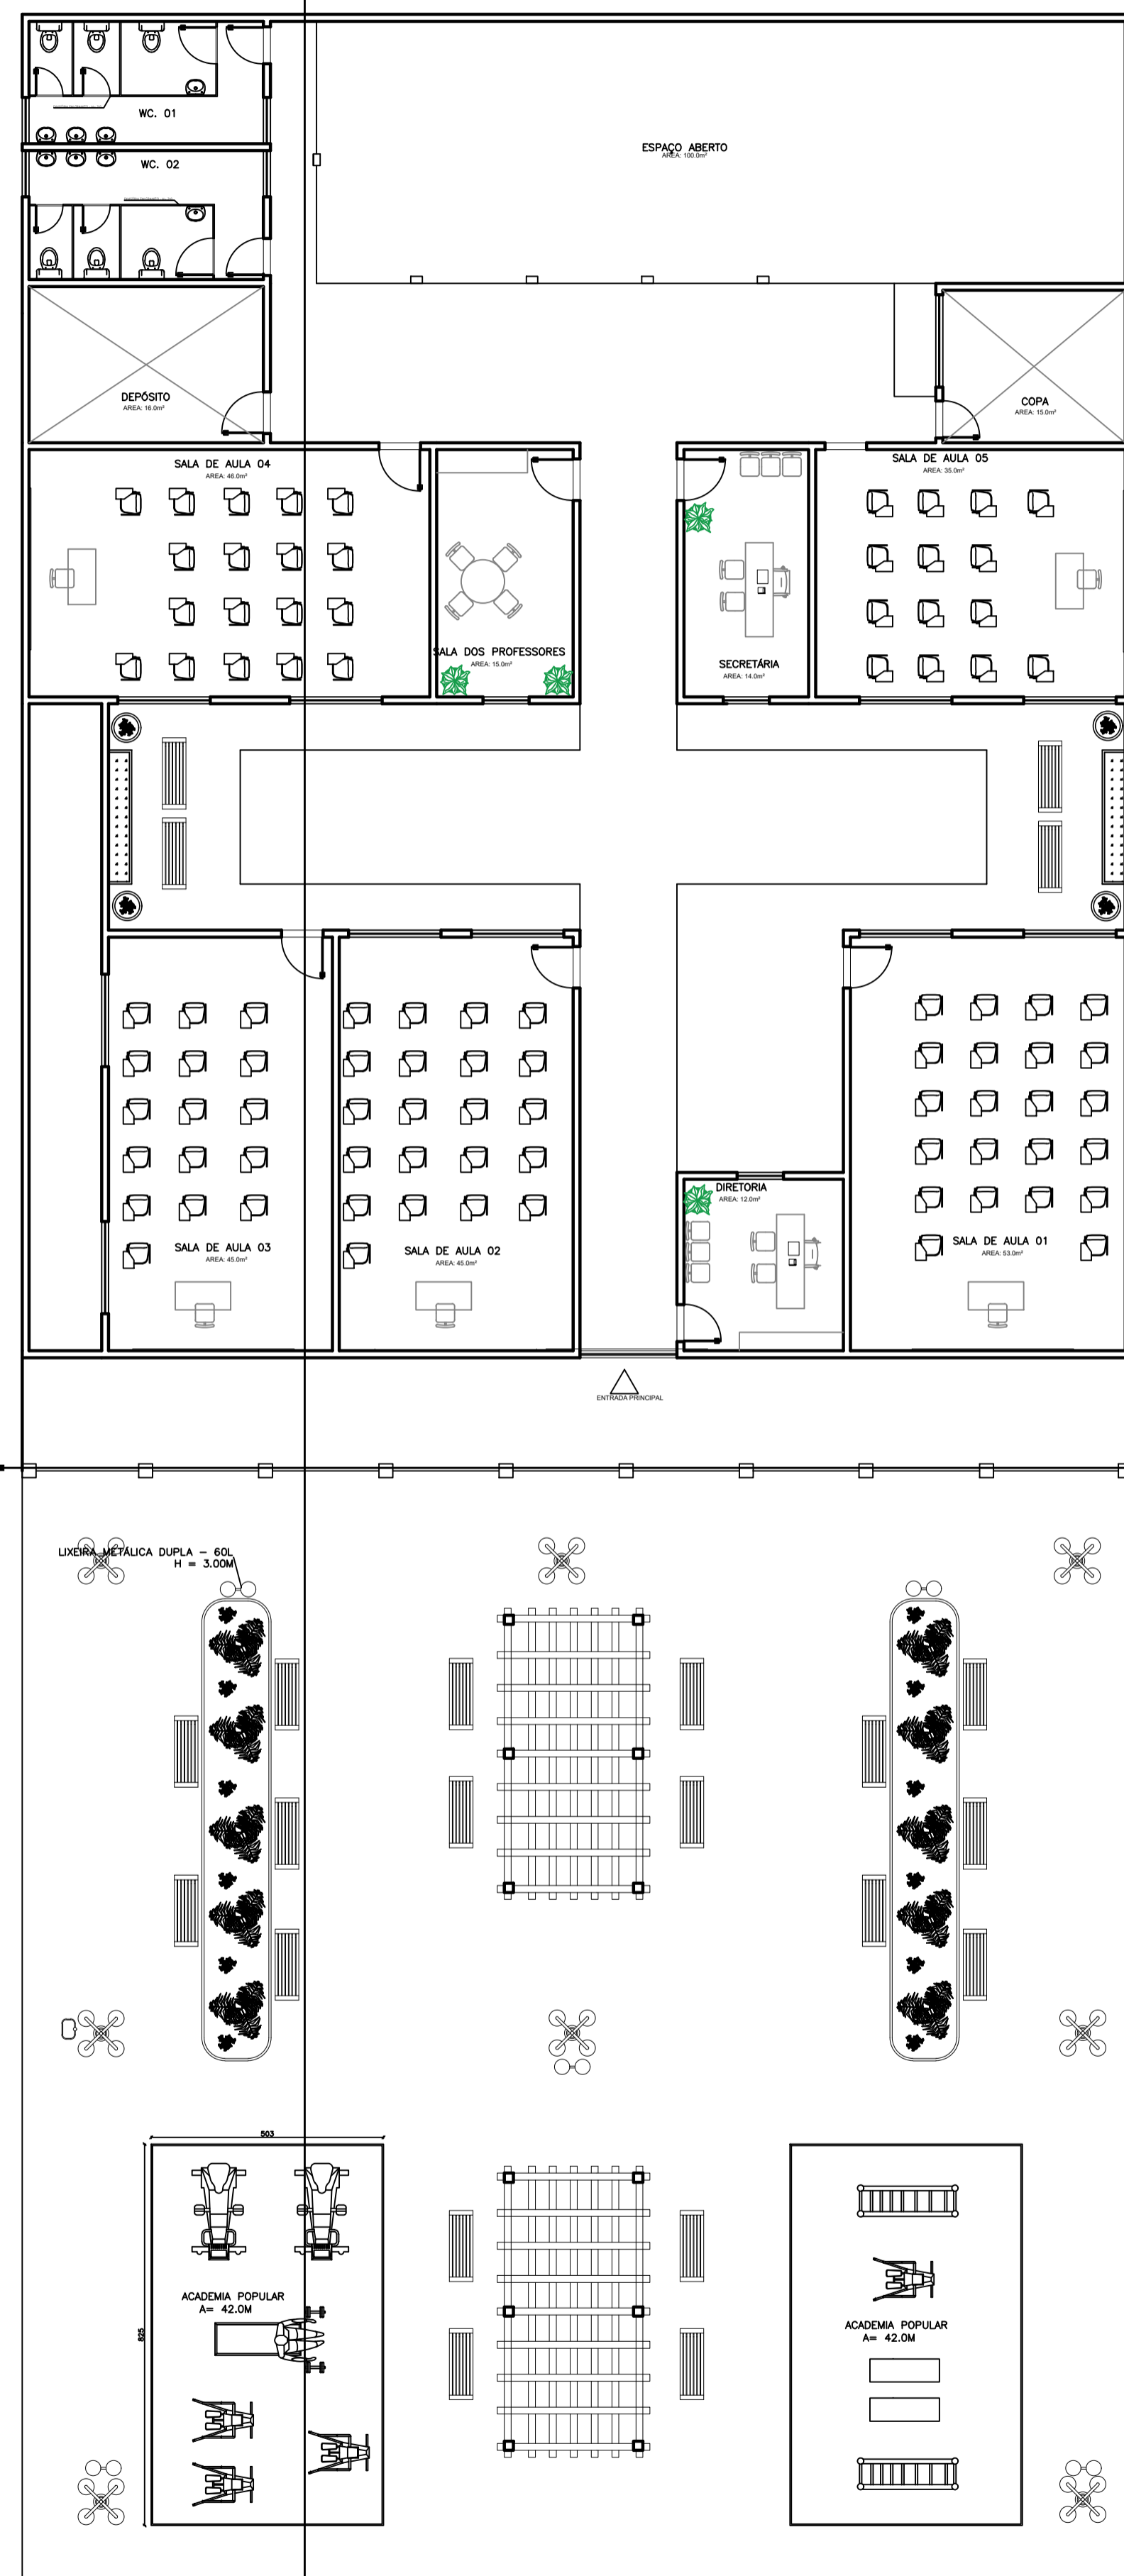 WC. 01
WC. 02
ESPAÇO ABERTO
AREA: 100.0m²
DEPÓSITO
AREA: 16.0m²
COPA
AREA: 15.0m²
SALA DE AULA 04
AREA: 46.0m²
SALA DE AULA 05
AREA: 35.0m²
SALA DOS PROFESSORES
AREA: 15.0m²
SECRETÁRIA
AREA: 14.0m²
DIRETORIA
AREA: 12.0m²
SALA DE AULA 03
AREA: 45.0m²
SALA DE AULA 02
AREA: 45.0m²
SALA DE AULA 01
AREA: 53.0m²
ENTRADA PRINCIPAL
LIXEIRA METÁLICA DUPLA - 60L
H = 3.00M
503
825
ACADEMIA POPULAR
A= 42.0M
ACADEMIA POPULAR
A= 42.0M